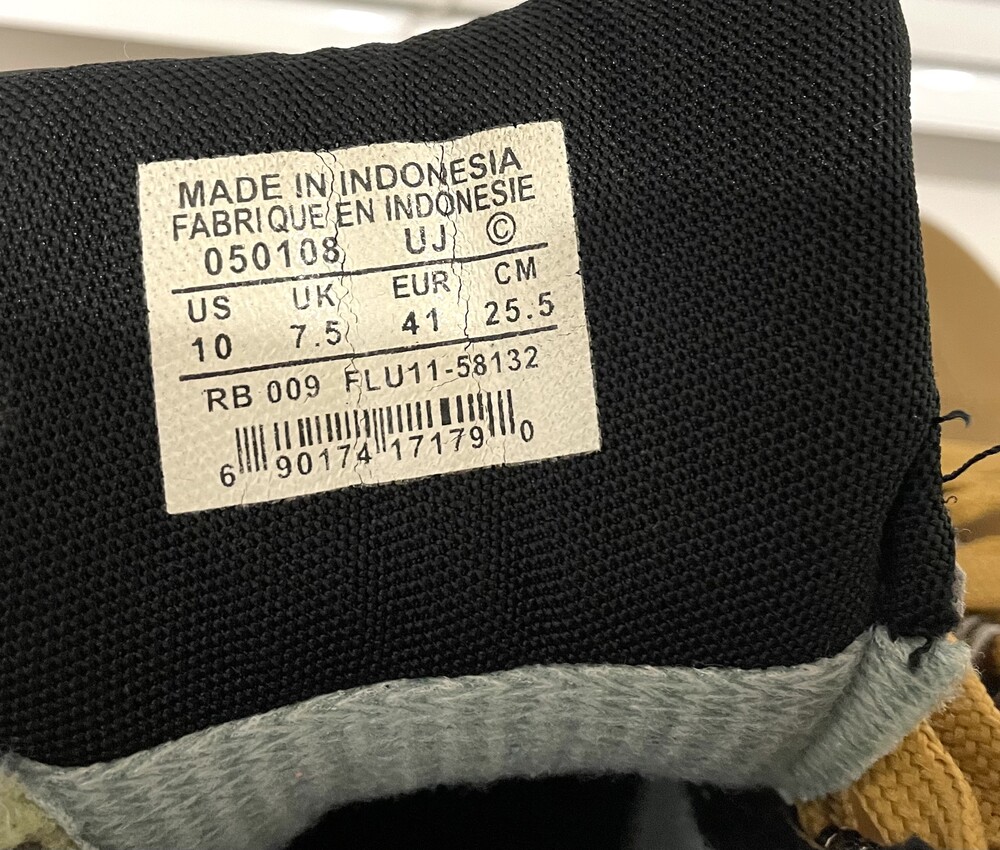 MADE IN INDONESIA
FABRIQUE EN INDONESIE
050108 UJ ©
US UK EUR CM
10 7.5 41 25.5
RB 009 FLU11-58132
6 90174 17179 0